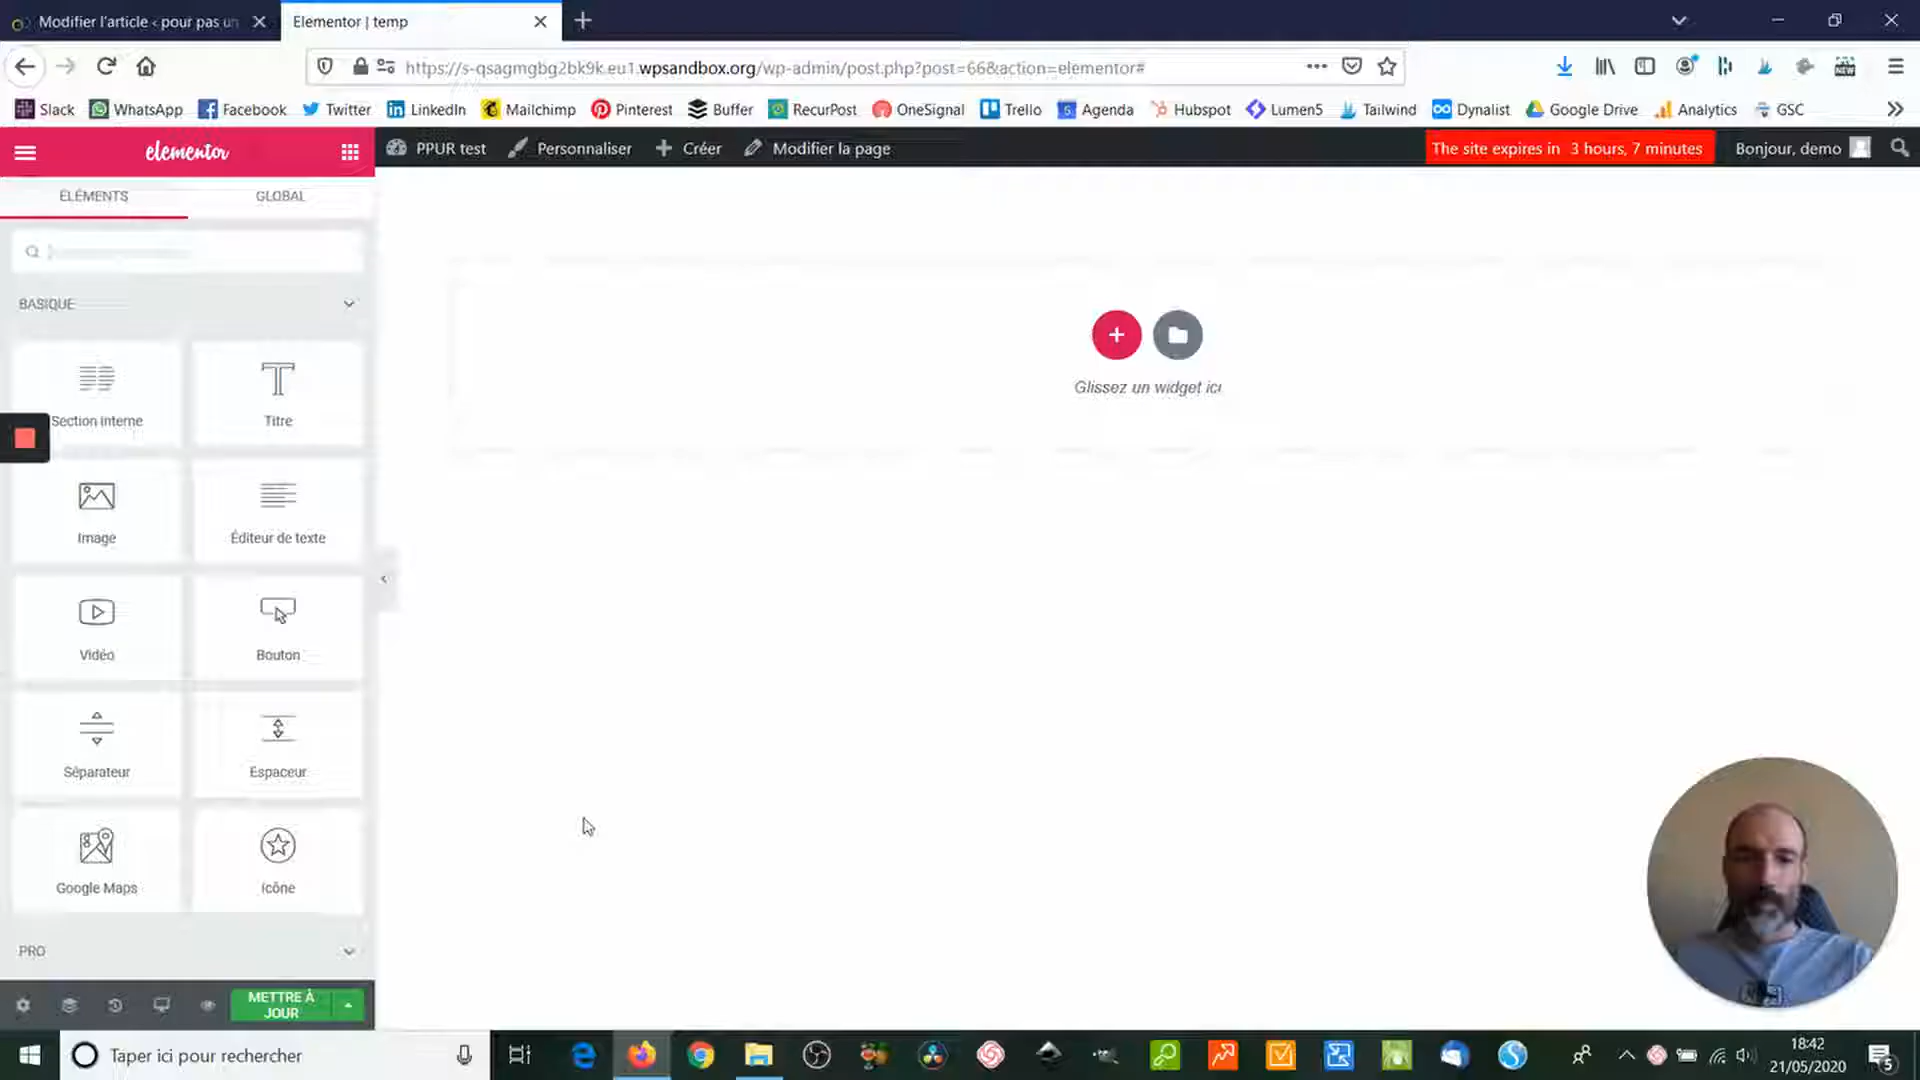 Modifier l'article ‹ pour pas un
Elementor | temp
https://s-qsagmgbg2bk9k.eu1.wpsandbox.org/wp-admin/post.php?post=66&action=elementor#
Slack WhatsApp Facebook Twitter LinkedIn Mailchimp Pinterest Buffer RecurPost OneSignal Trello Agenda Hubspot Lumen5 Tailwind Dynalist Google Drive Analytics GSC
elementor
PPUR test Personnaliser Créer Modifier la page
The site expires in 3 hours, 7 minutes
Bonjour, demo
ÉLÉMENTS GLOBAL
BASIQUE
Section interne Titre
Image Éditeur de texte
Vidéo Bouton
Séparateur Espaceur
Google Maps Icône
PRO
METTRE À
JOUR
Glissez un widget ici
Taper ici pour rechercher
NEW
18:42
21/05/2020
5